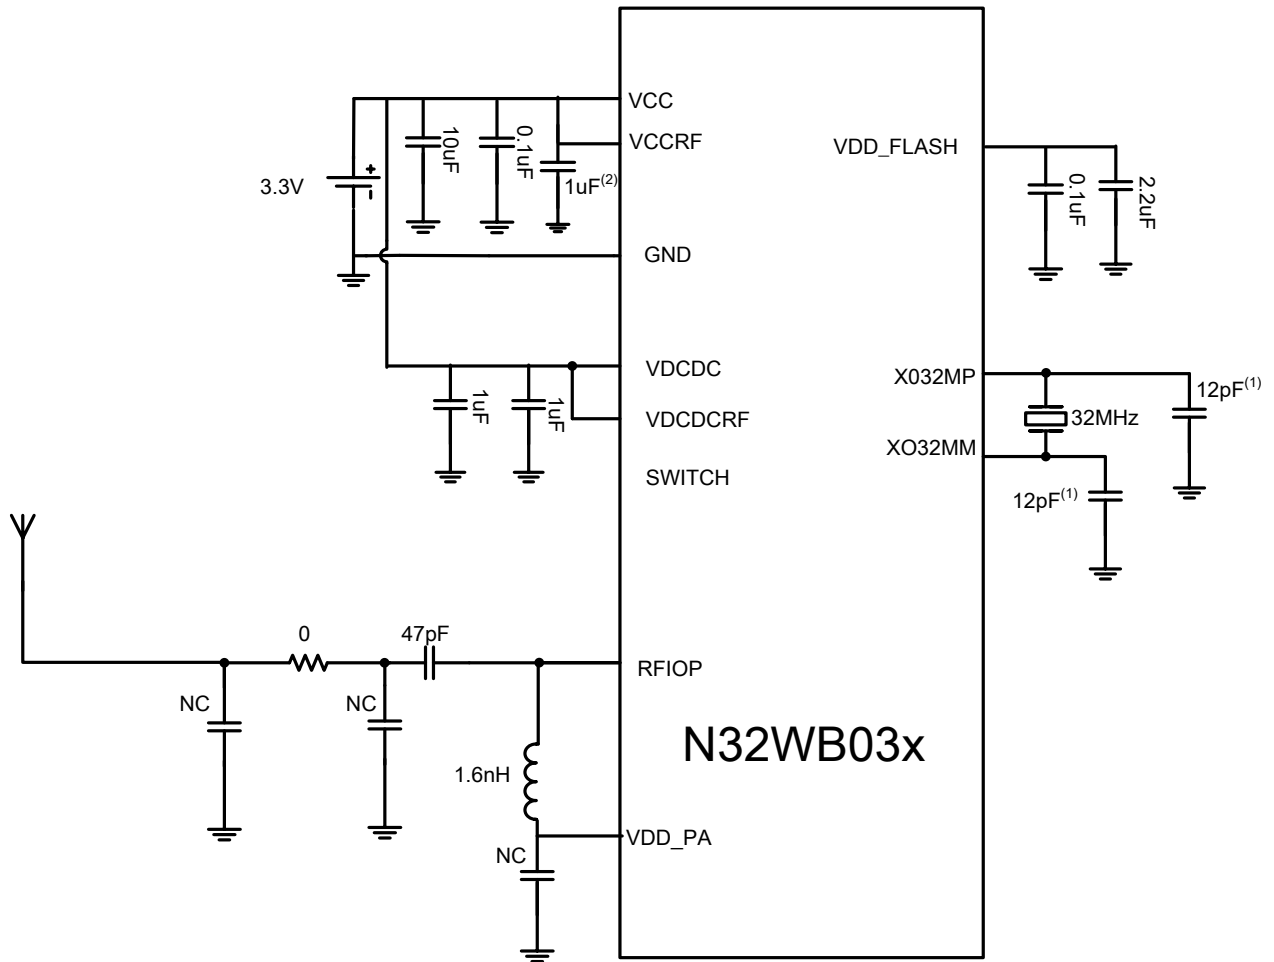 VCC
VCCRF
10uF
0.1uF
1uF(2)
3.3V
+
-
GND
VDD_FLASH
0.1uF
2.2uF
VDCDC
1uF
1uF
VDCDCRF
SWITCH
X032MP
12pF(1)
32MHz
XO32MM
12pF(1)
0
47pF
RFIOP
NC
NC
N32WB03x
1.6nH
VDD_PA
NC